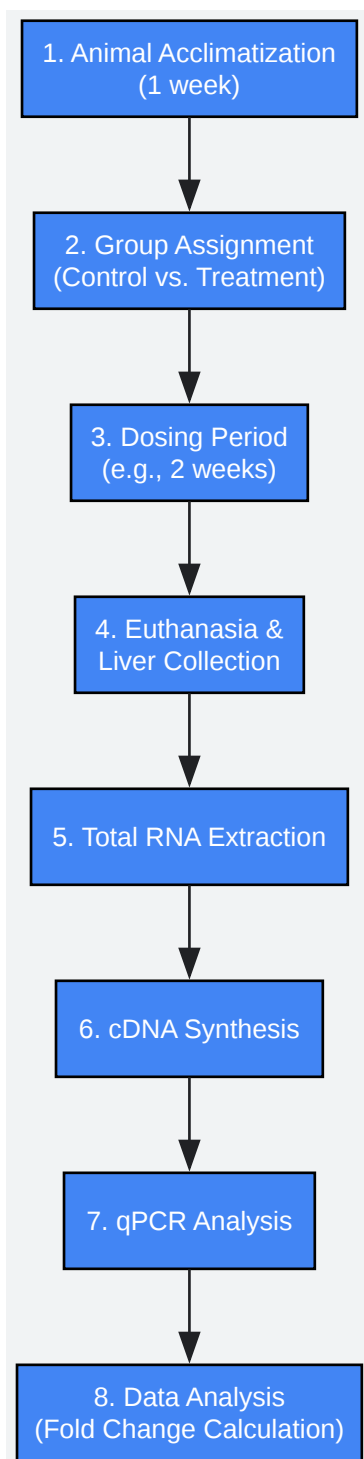 1. Animal Acclimatization
(1 week)
2. Group Assignment
(Control vs. Treatment)
3. Dosing Period
(e.g., 2 weeks)
4. Euthanasia &
Liver Collection
5. Total RNA Extraction
6. cDNA Synthesis
7. qPCR Analysis
8. Data Analysis
(Fold Change Calculation)